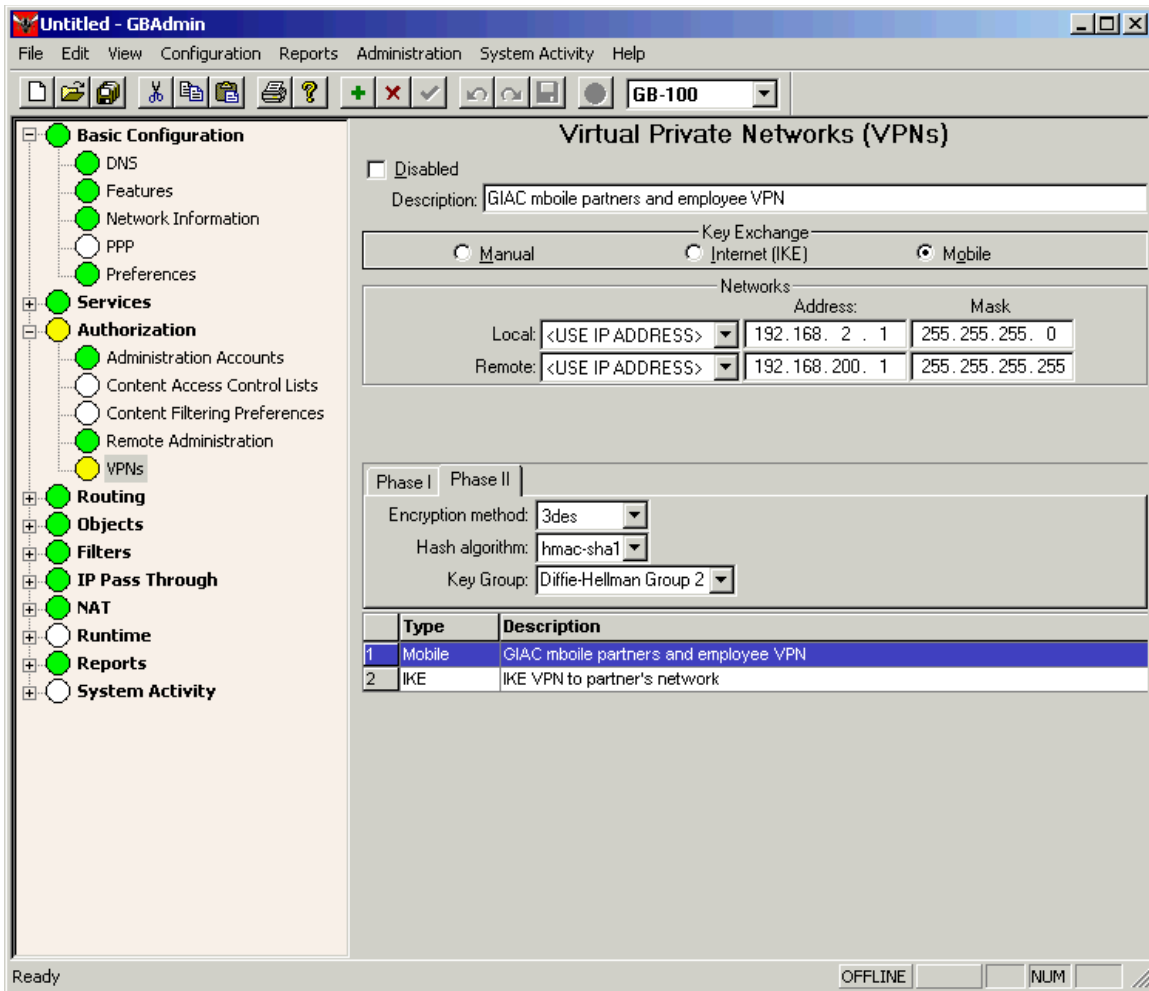 Untitled - GBAdmin
File Edit View Configuration Reports Administration System Activity Help
GB-100
Basic Configuration
DNS
Features
Network Information
PPP
Preferences
Services
Authorization
Administration Accounts
Content Access Control Lists
Content Filtering Preferences
Remote Administration
VPNs
Routing
Objects
Filters
IP Pass Through
NAT
Runtime
Reports
System Activity
Virtual Private Networks (VPNs)
Disabled
Description: GIAC mboile partners and employee VPN
Key Exchange
Manual Internet (IKE) Mobile
Networks
Address: Mask
Local: <USE IP ADDRESS> 192.168. 2 . 1 255.255.255. 0
Remote: <USE IP ADDRESS> 192.168.200. 1 255.255.255.255
Phase I Phase II
Encryption method: 3des
Hash algorithm: hmac-sha1
Key Group: Diffie-Hellman Group 2
Type Description
1 Mobile GIAC mboile partners and employee VPN
2 IKE IKE VPN to partner's network
Ready OFFLINE NUM